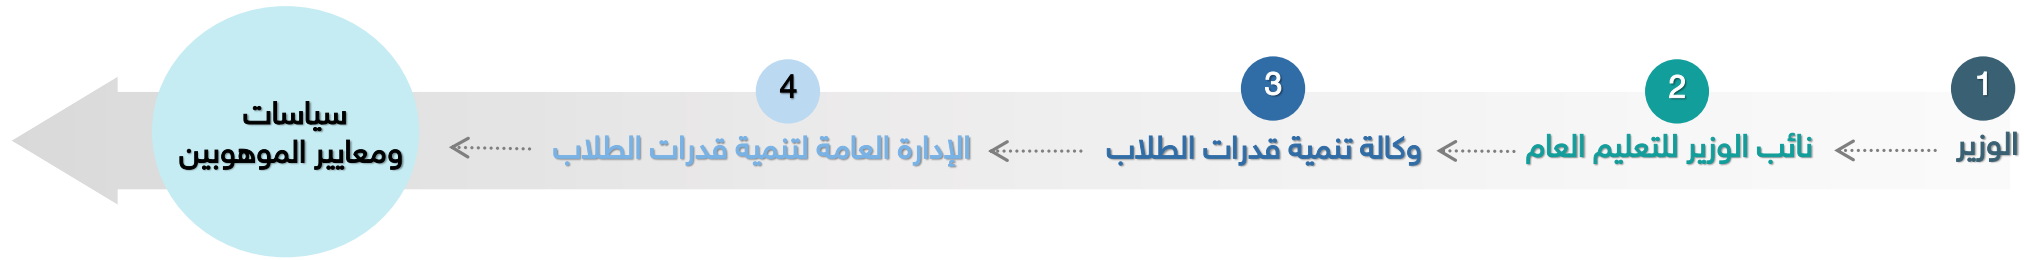 1
الوزير
2
نائب الوزير للتعليم العام
3
وكالة تنمية قدرات الطلاب
4
الإدارة العامة لتنمية قدرات الطلاب
سياسات
ومعايير الموهوبين